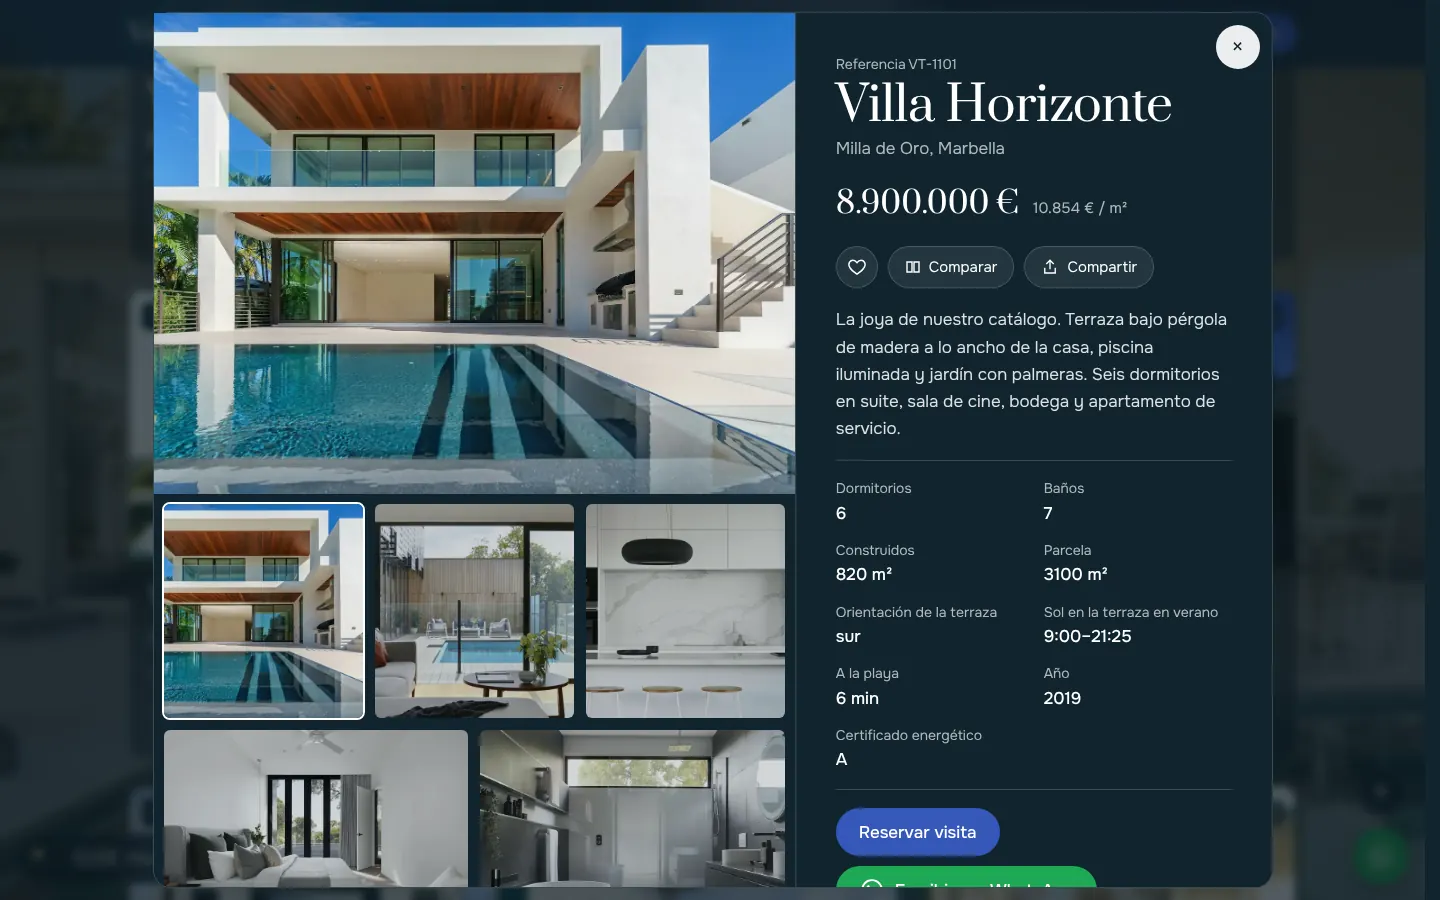 ×
Referencia VT-1101
Villa Horizonte
Milla de Oro, Marbella
8.900.000 € 10.854 € / m²
Comparar
Compartir
La joya de nuestro catálogo. Terraza bajo pérgola
de madera a lo ancho de la casa, piscina
iluminada y jardín con palmeras. Seis dormitorios
en suite, sala de cine, bodega y apartamento de
servicio.
Dormitorios
6
Baños
7
Construidos
820 m²
Parcela
3100 m²
Orientación de la terraza
sur
Sol en la terraza en verano
9:00–21:25
A la playa
6 min
Año
2019
Certificado energético
A
Reservar visita